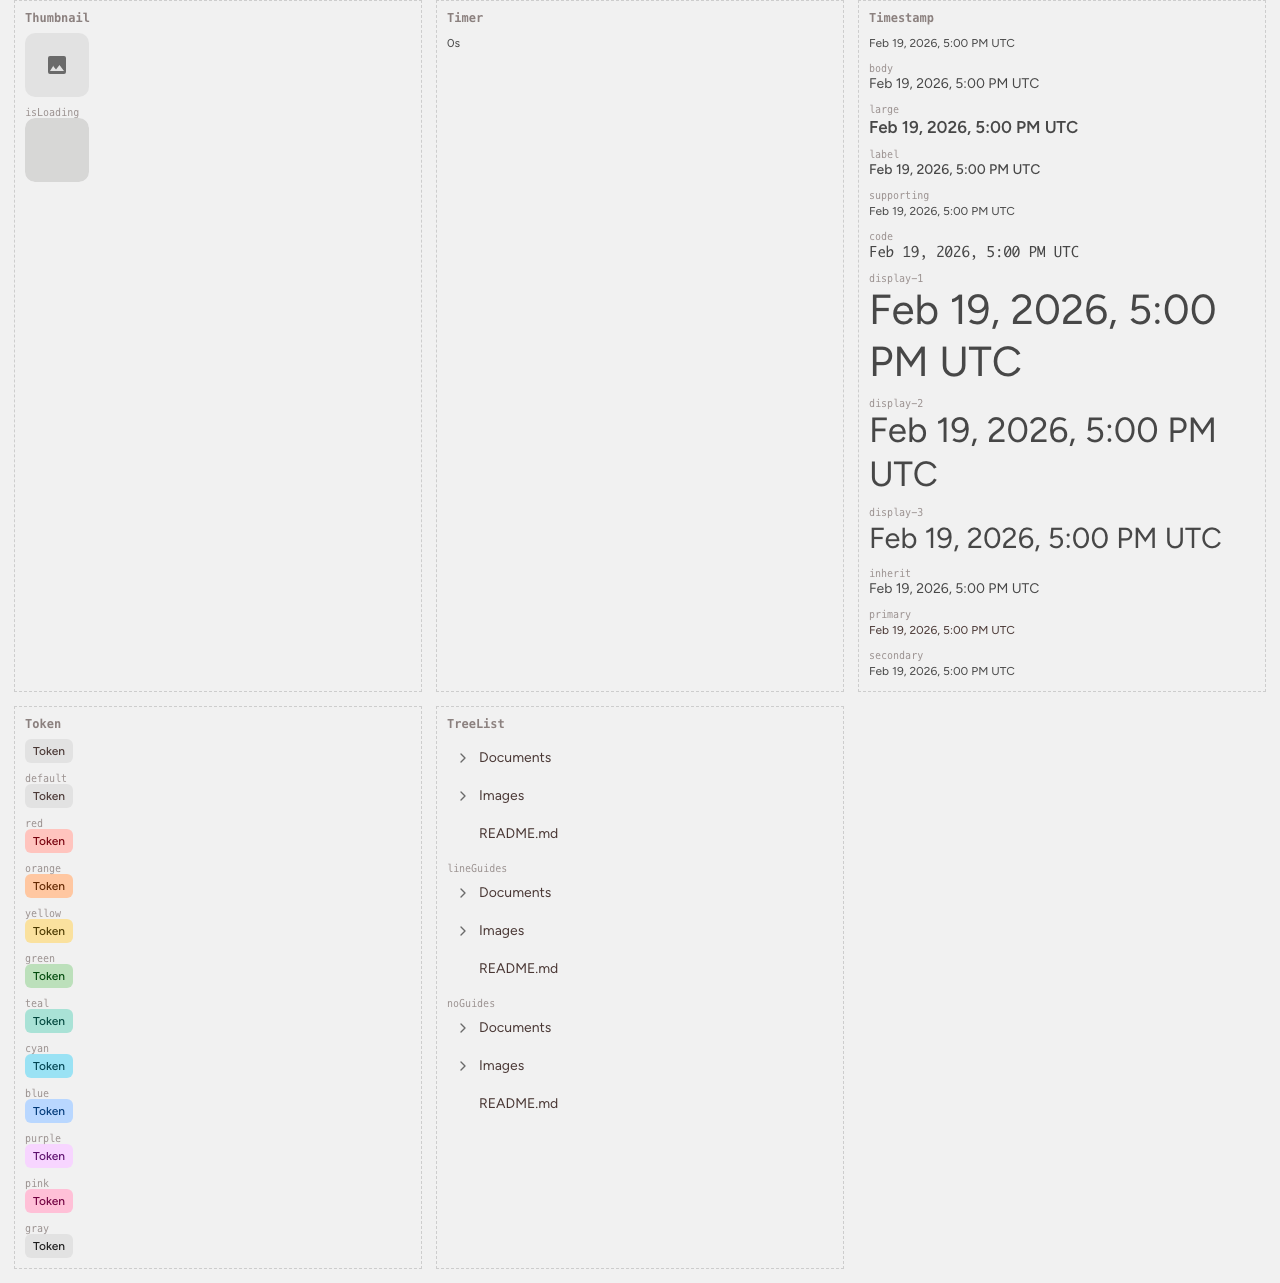 Thumbnail
isLoading
Timer
0s
Timestamp
Feb 19, 2026, 5:00 PM UTC
body
Feb 19, 2026, 5:00 PM UTC
large
Feb 19, 2026, 5:00 PM UTC
label
Feb 19, 2026, 5:00 PM UTC
supporting
Feb 19, 2026, 5:00 PM UTC
code
Feb 19, 2026, 5:00 PM UTC
display-1
Feb 19, 2026, 5:00
PM UTC
display-2
Feb 19, 2026, 5:00 PM
UTC
display-3
Feb 19, 2026, 5:00 PM UTC
inherit
Feb 19, 2026, 5:00 PM UTC
primary
Feb 19, 2026, 5:00 PM UTC
secondary
Feb 19, 2026, 5:00 PM UTC
Token
Token
default
Token
red
Token
orange
Token
yellow
Token
green
Token
teal
Token
cyan
Token
blue
Token
purple
Token
pink
Token
gray
Token
TreeList
Documents
Images
README.md
lineGuides
Documents
Images
README.md
noGuides
Documents
Images
README.md